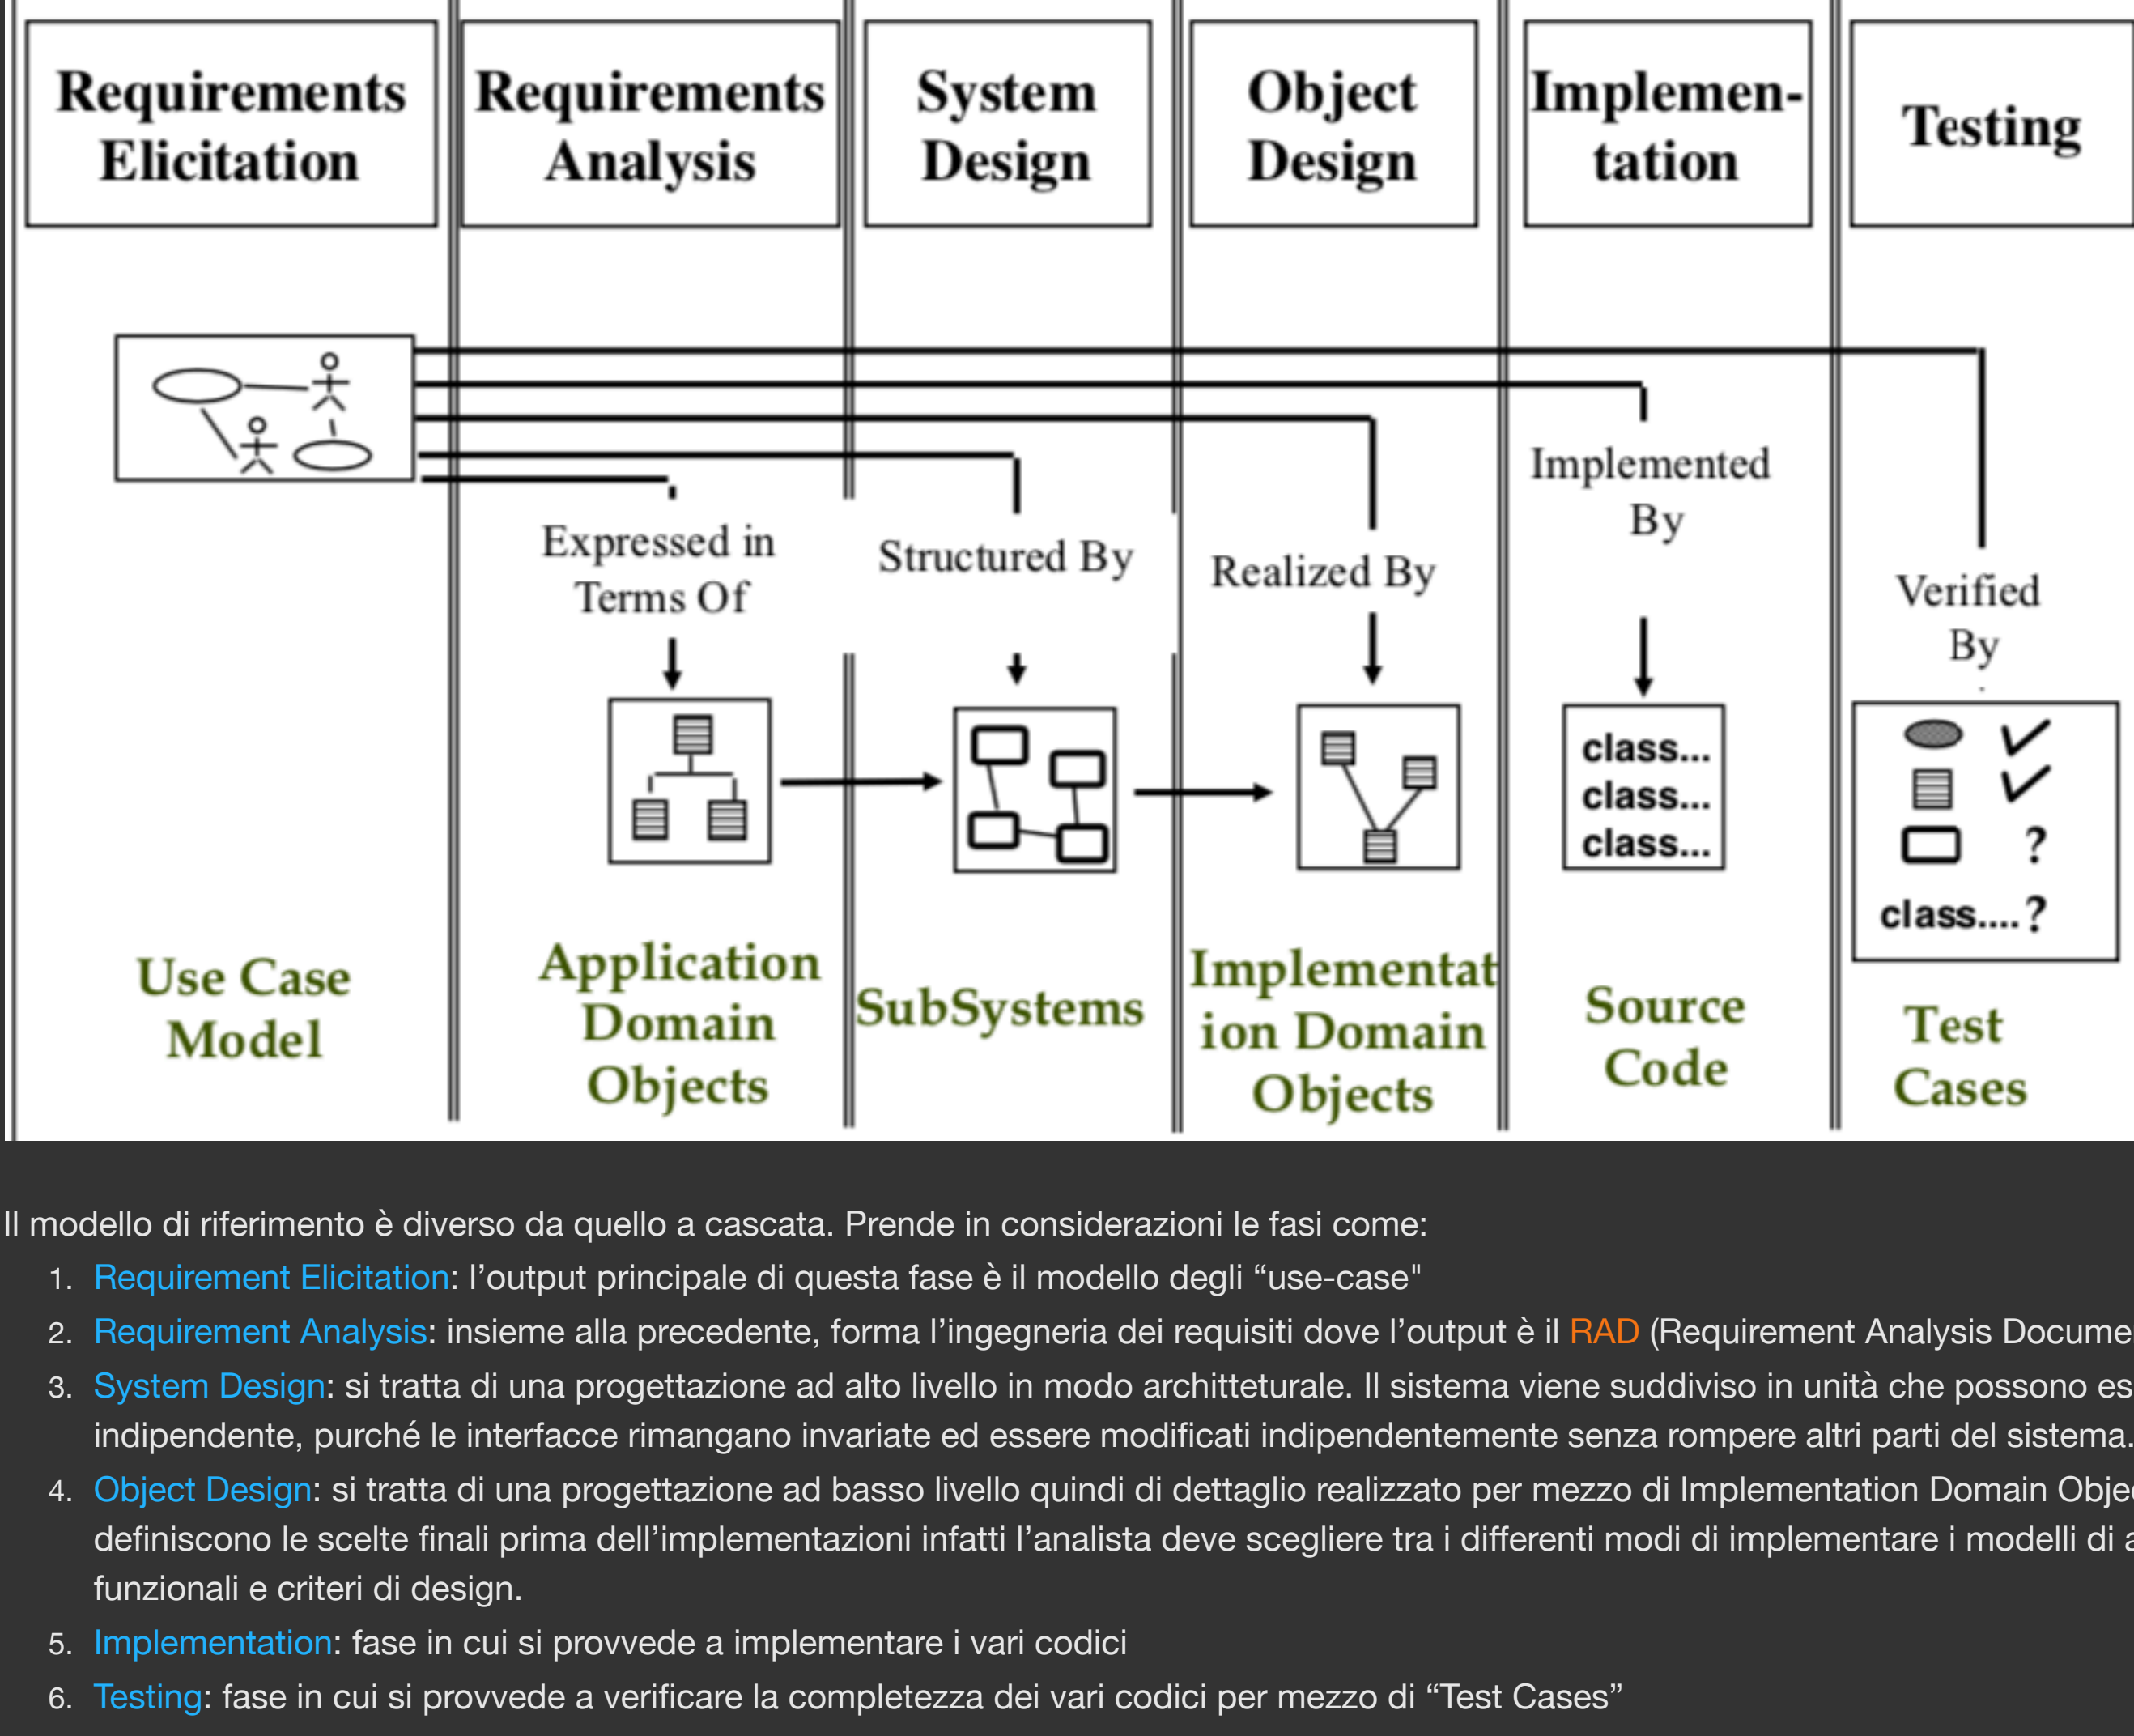 Requirements
Elicitation
Requirements
Analysis
System
Design
Object
Design
Implemen-
tation
Testing
Expressed in
Terms Of
Structured By
Realized By
Implemented
By
Verified
By
class...
class...
class...
?
class....?
Use Case
Model
Application
Domain
Objects
SubSystems
Implementat
ion Domain
Objects
Source
Code
Test
Cases
Il modello di riferimento è diverso da quello a cascata. Prende in considerazioni le fasi come:
1. Requirement Elicitation: l’output principale di questa fase è il modello degli “use-case"
2. Requirement Analysis: insieme alla precedente, forma l’ingegneria dei requisiti dove l’output è il RAD (Requirement Analysis Docume
3. System Design: si tratta di una progettazione ad alto livello in modo architteturale. Il sistema viene suddiviso in unità che possono es
indipendente, purché le interfacce rimangano invariate ed essere modificati indipendentemente senza rompere altri parti del sistema.
4. Object Design: si tratta di una progettazione ad basso livello quindi di dettaglio realizzato per mezzo di Implementation Domain Obje
definiscono le scelte finali prima dell’implementazioni infatti l’analista deve scegliere tra i differenti modi di implementare i modelli di a
funzionali e criteri di design.
5. Implementation: fase in cui si provvede a implementare i vari codici
6. Testing: fase in cui si provvede a verificare la completezza dei vari codici per mezzo di “Test Cases”